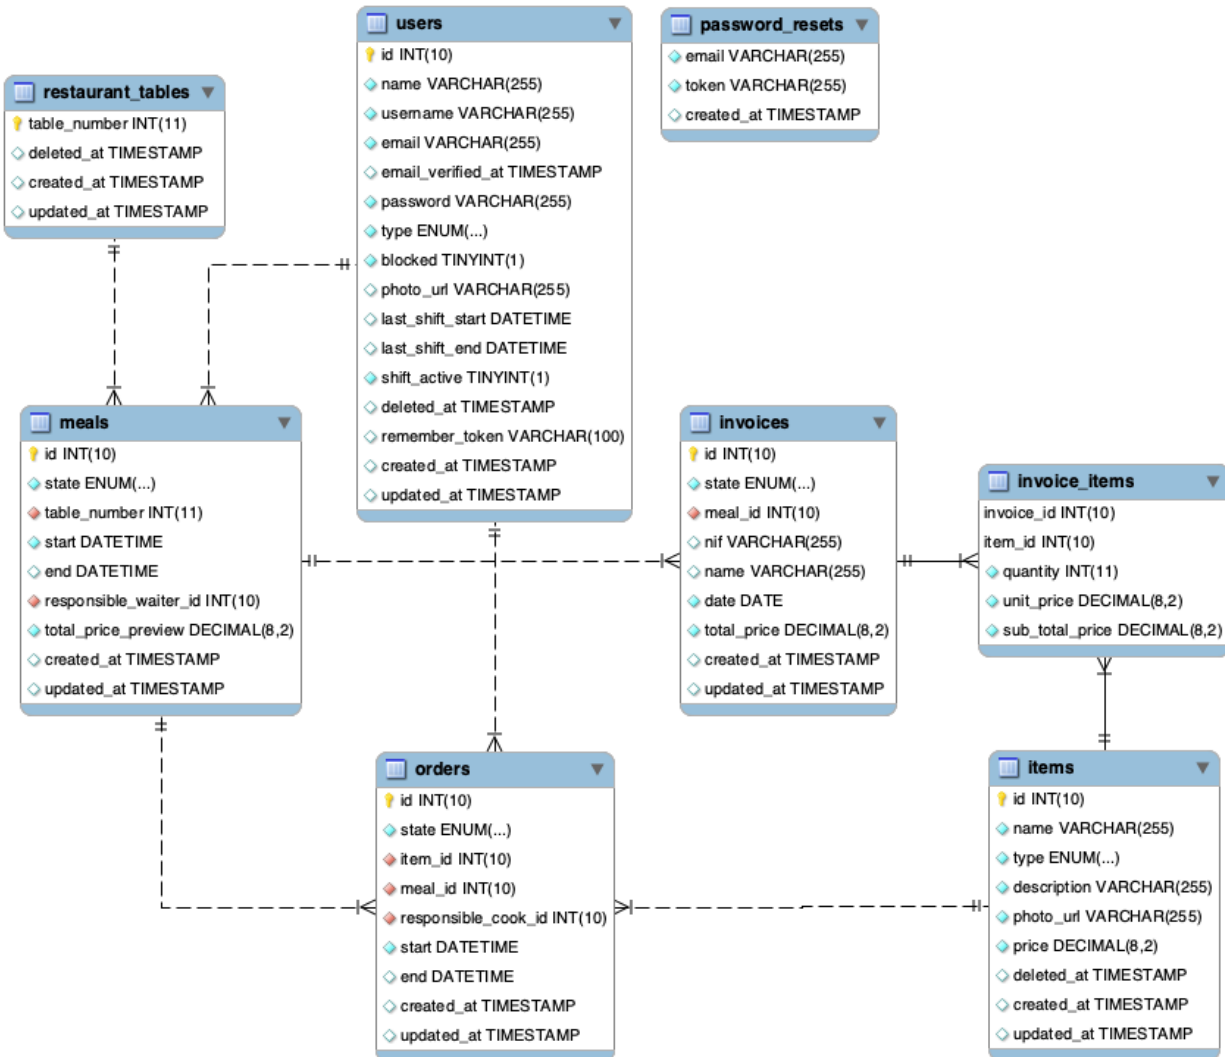 restaurant_tables
table_number INT(11)
deleted_at TIMESTAMP
created_at TIMESTAMP
updated_at TIMESTAMP
users
id INT(10)
name VARCHAR(255)
username VARCHAR(255)
email VARCHAR(255)
email_verified_at TIMESTAMP
password VARCHAR(255)
type ENUM(...)
blocked TINYINT(1)
photo_url VARCHAR(255)
last_shift_start DATETIME
last_shift_end DATETIME
shift_active TINYINT(1)
deleted_at TIMESTAMP
remember_token VARCHAR(100)
created_at TIMESTAMP
updated_at TIMESTAMP
password_resets
email VARCHAR(255)
token VARCHAR(255)
created_at TIMESTAMP
meals
id INT(10)
state ENUM(...)
table_number INT(11)
start DATETIME
end DATETIME
responsible_waiter_id INT(10)
total_price_preview DECIMAL(8,2)
created_at TIMESTAMP
updated_at TIMESTAMP
invoices
id INT(10)
state ENUM(...)
meal_id INT(10)
nif VARCHAR(255)
name VARCHAR(255)
date DATE
total_price DECIMAL(8,2)
created_at TIMESTAMP
updated_at TIMESTAMP
invoice_items
invoice_id INT(10)
item_id INT(10)
quantity INT(11)
unit_price DECIMAL(8,2)
sub_total_price DECIMAL(8,2)
orders
id INT(10)
state ENUM(...)
item_id INT(10)
meal_id INT(10)
responsible_cook_id INT(10)
start DATETIME
end DATETIME
created_at TIMESTAMP
updated_at TIMESTAMP
items
id INT(10)
name VARCHAR(255)
type ENUM(...)
description VARCHAR(255)
photo_url VARCHAR(255)
price DECIMAL(8,2)
deleted_at TIMESTAMP
created_at TIMESTAMP
updated_at TIMESTAMP